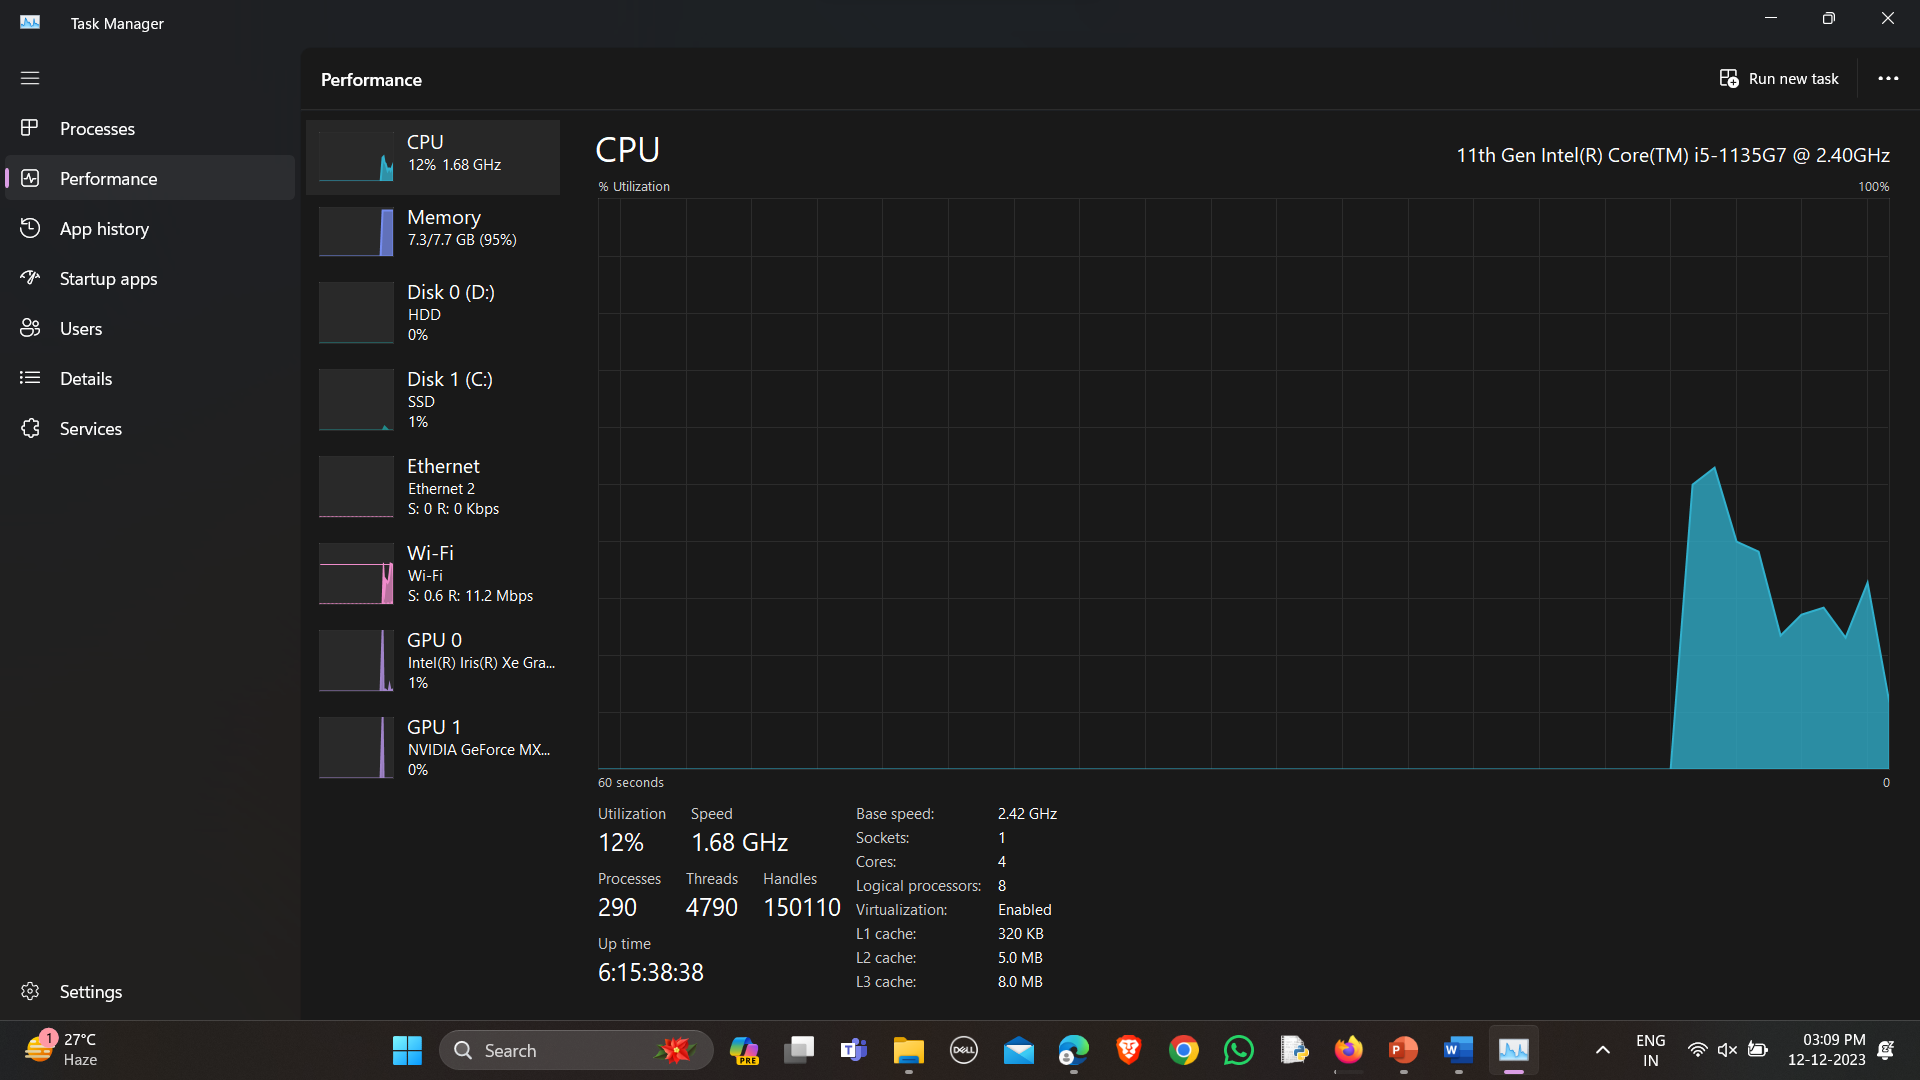 Task Manager
Performance
Run new task
Processes
Performance
App history
Startup apps
Users
Details
Services
Settings
CPU
12% 1.68 GHz
Memory
7.3/7.7 GB (95%)
Disk 0 (D:)
HDD
0%
Disk 1 (C:)
SSD
1%
Ethernet
Ethernet 2
S: 0 R: 0 Kbps
Wi-Fi
Wi-Fi
S: 0.6 R: 11.2 Mbps
GPU 0
Intel(R) Iris(R) Xe Gra...
1%
GPU 1
NVIDIA GeForce MX...
0%
CPU
11th Gen Intel(R) Core(TM) i5-1135G7 @ 2.40GHz
% Utilization
100%
60 seconds
0
Utilization
12%
Speed
1.68 GHz
Processes
290
Threads
4790
Handles
150110
Up time
6:15:38:38
Base speed: 2.42 GHz
Sockets: 1
Cores: 4
Logical processors: 8
Virtualization: Enabled
L1 cache: 320 KB
L2 cache: 5.0 MB
L3 cache: 8.0 MB
1
27°C
Haze
Search
PRE
DELL
P
W
ENG
IN
03:09 PM
12-12-2023